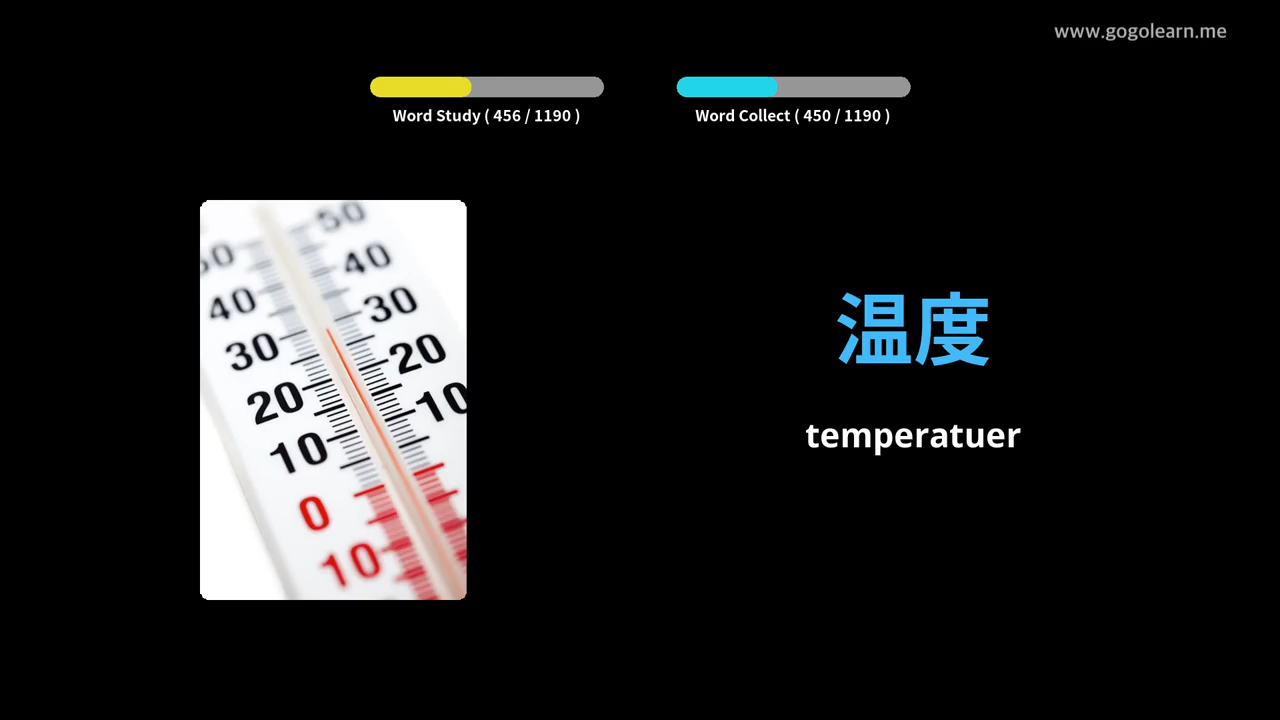 www.gogolearn.me
Word Study ( 456 / 1190 )
Word Collect ( 450 / 1190 )
50
40
30
20
10
40
30
20
10
0
10
温度
temperatuer